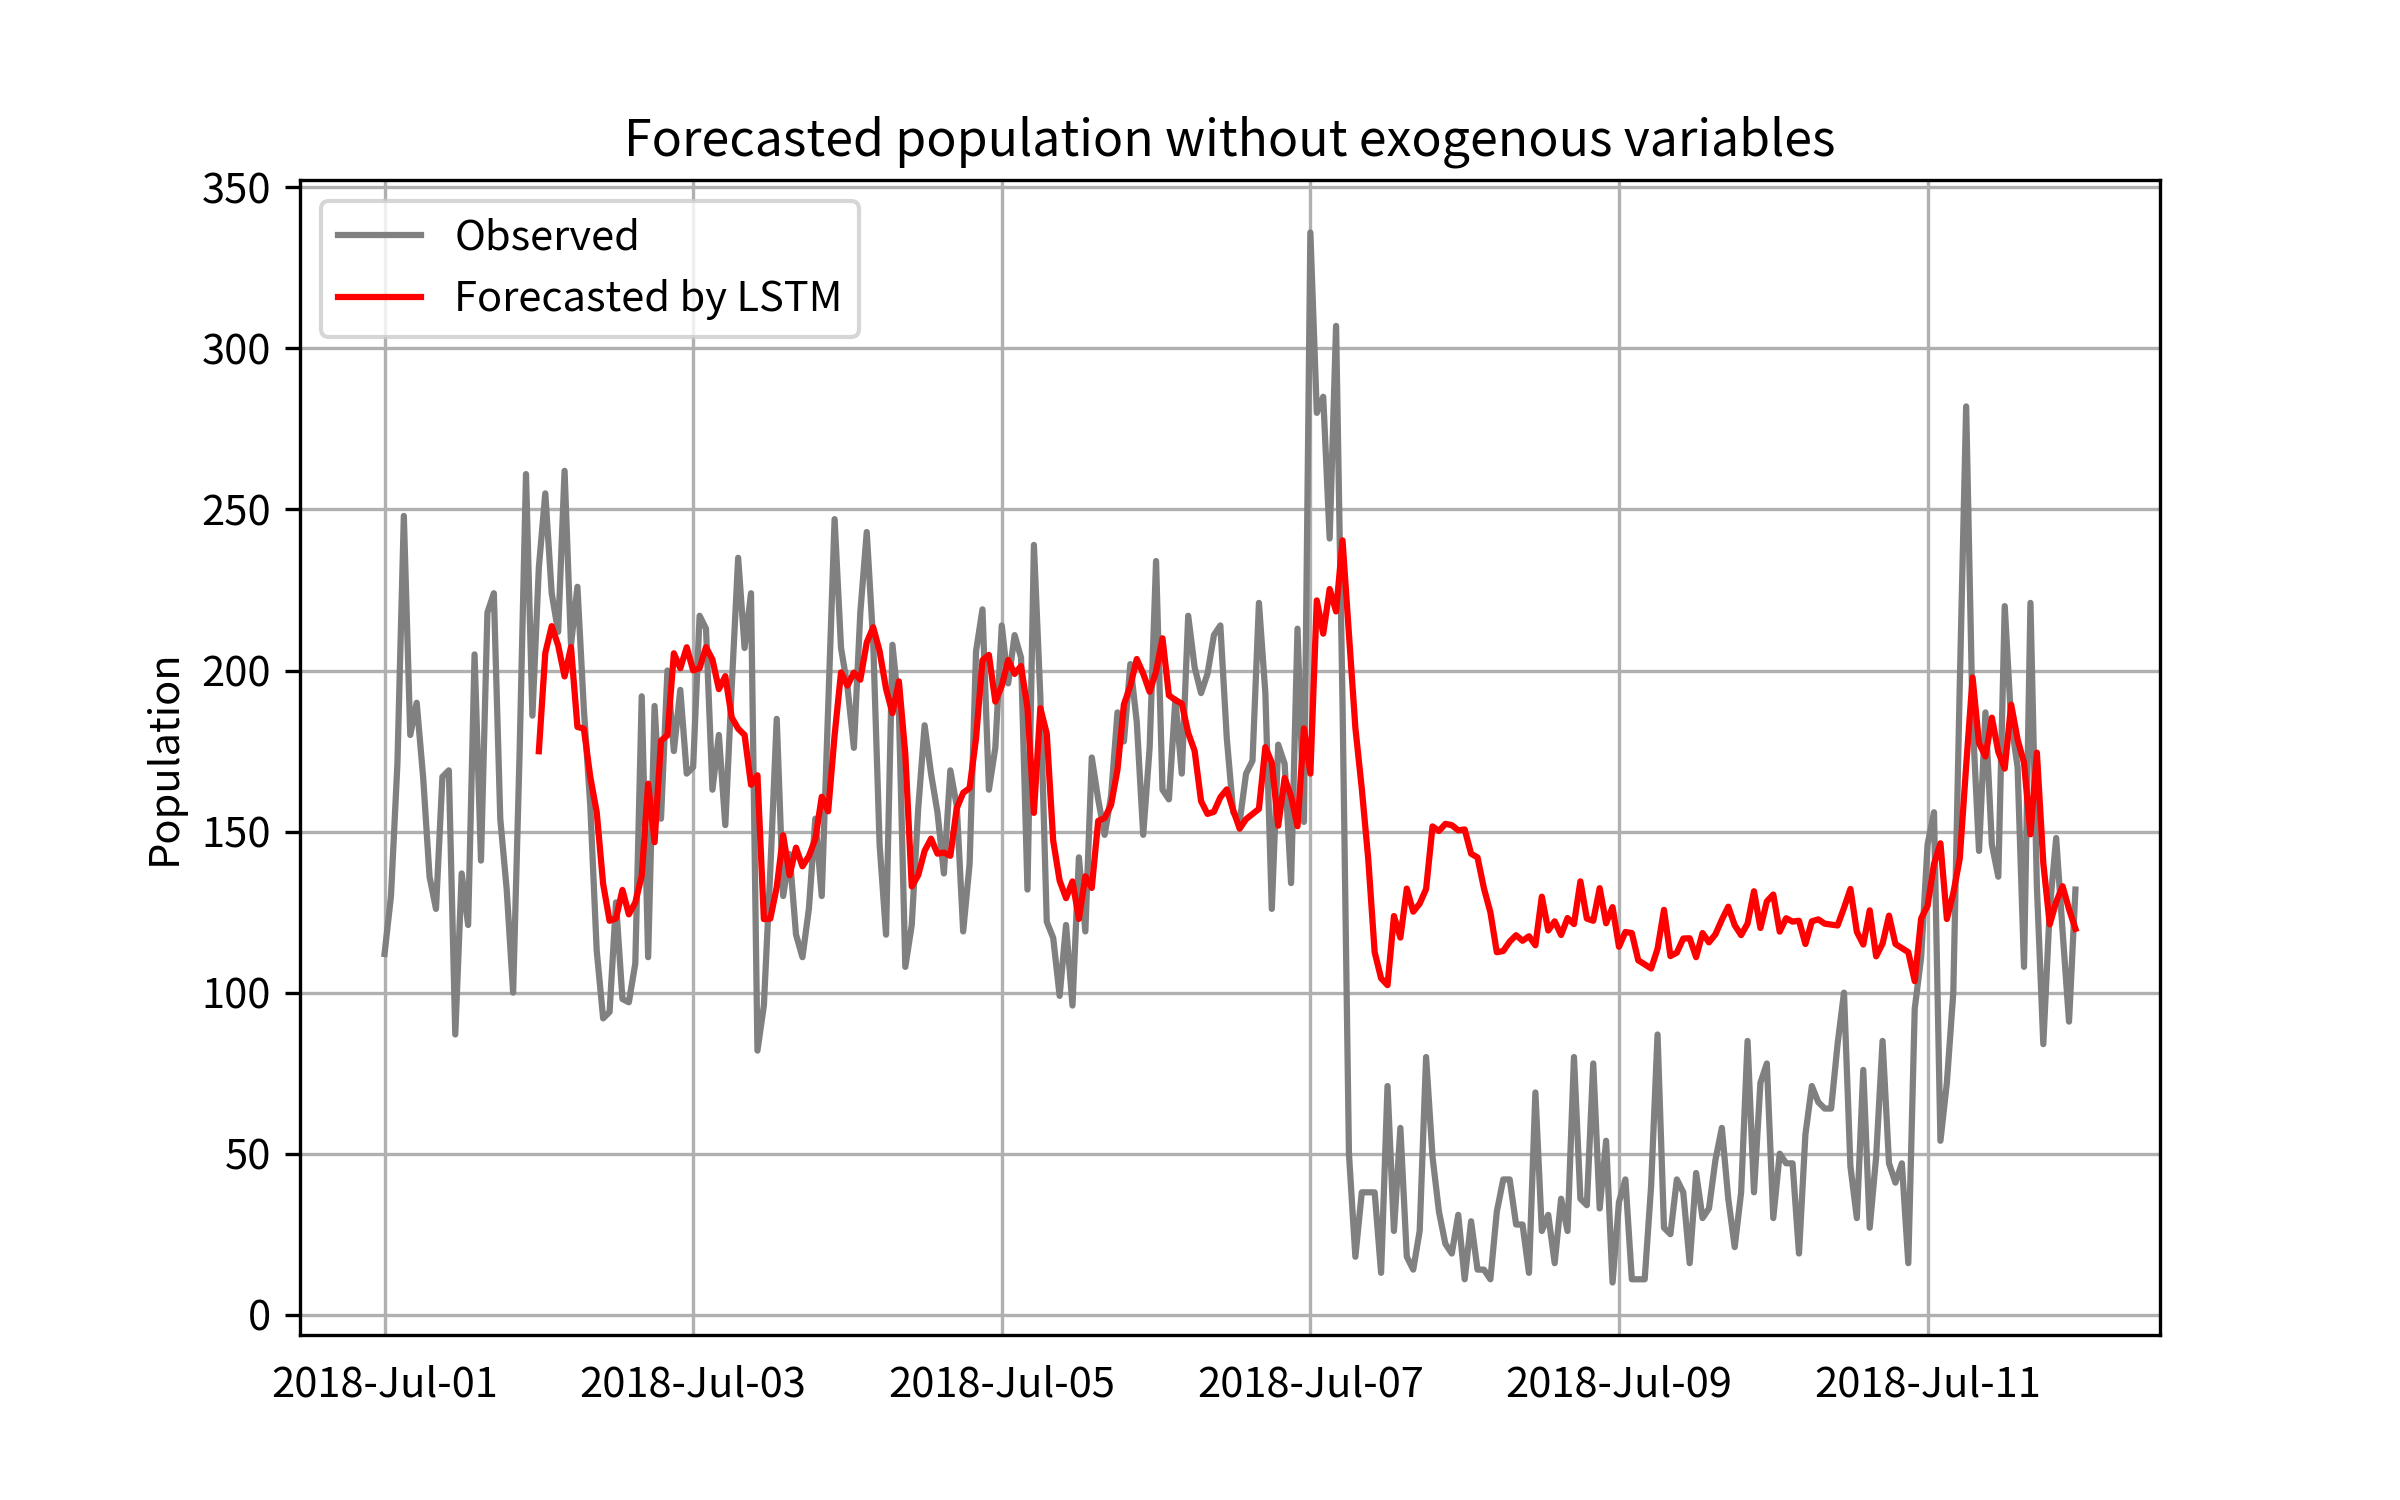 Forecasted population without exogenous variables
350
300
250
200
150
100
50
0
Population
Observed
Forecasted by LSTM
2018-Jul-01 2018-Jul-03 2018-Jul-05 2018-Jul-07 2018-Jul-09 2018-Jul-11